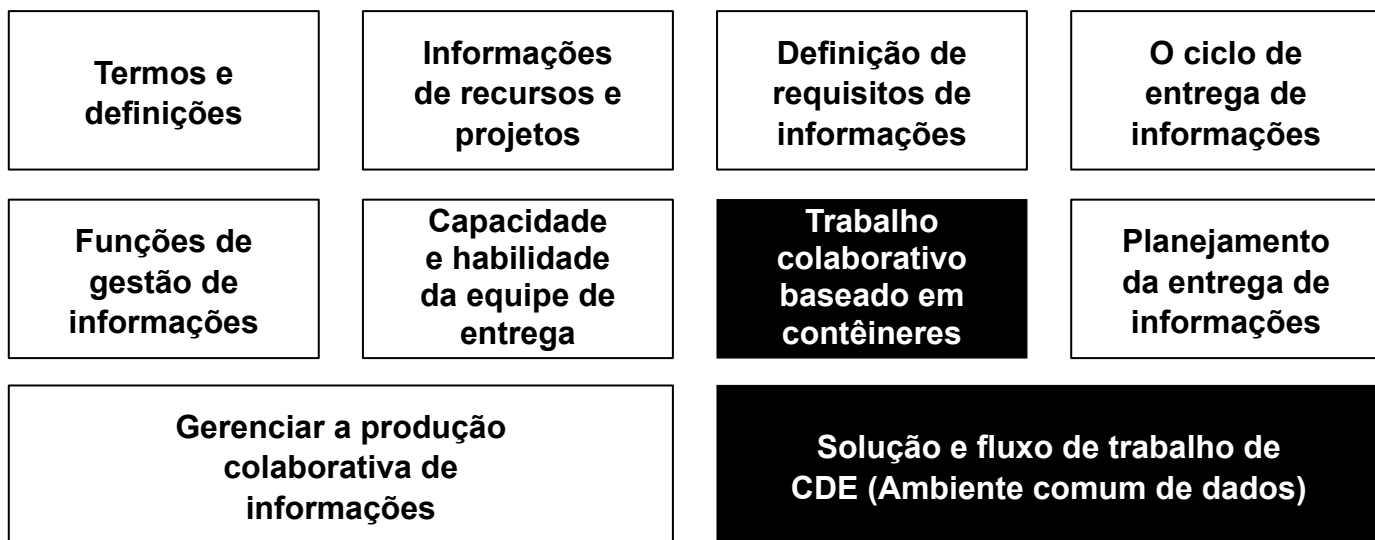 Termos e
definições
Informações
de recursos e
projetos
Definição de
requisitos de
informações
O ciclo de
entrega de
informações
Funções de
gestão de
informações
Capacidade
e habilidade
da equipe de
entrega
Trabalho
colaborativo
baseado em
contêineres
Planejamento
da entrega de
informações
Gerenciar a produção
colaborativa de
informações
Solução e fluxo de trabalho de
CDE (Ambiente comum de dados)